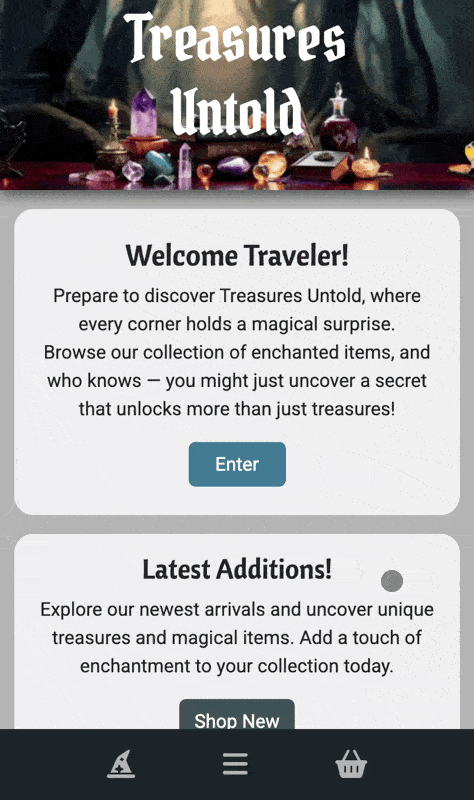 Treasures
Untold
Welcome Traveler!
Prepare to discover Treasures Untold, where
every corner holds a magical surprise.
Browse our collection of enchanted items, and
who knows — you might just uncover a secret
that unlocks more than just treasures!
Enter
Latest Additions!
Explore our newest arrivals and uncover unique
treasures and magical items. Add a touch of
enchantment to your collection today.
Shop New